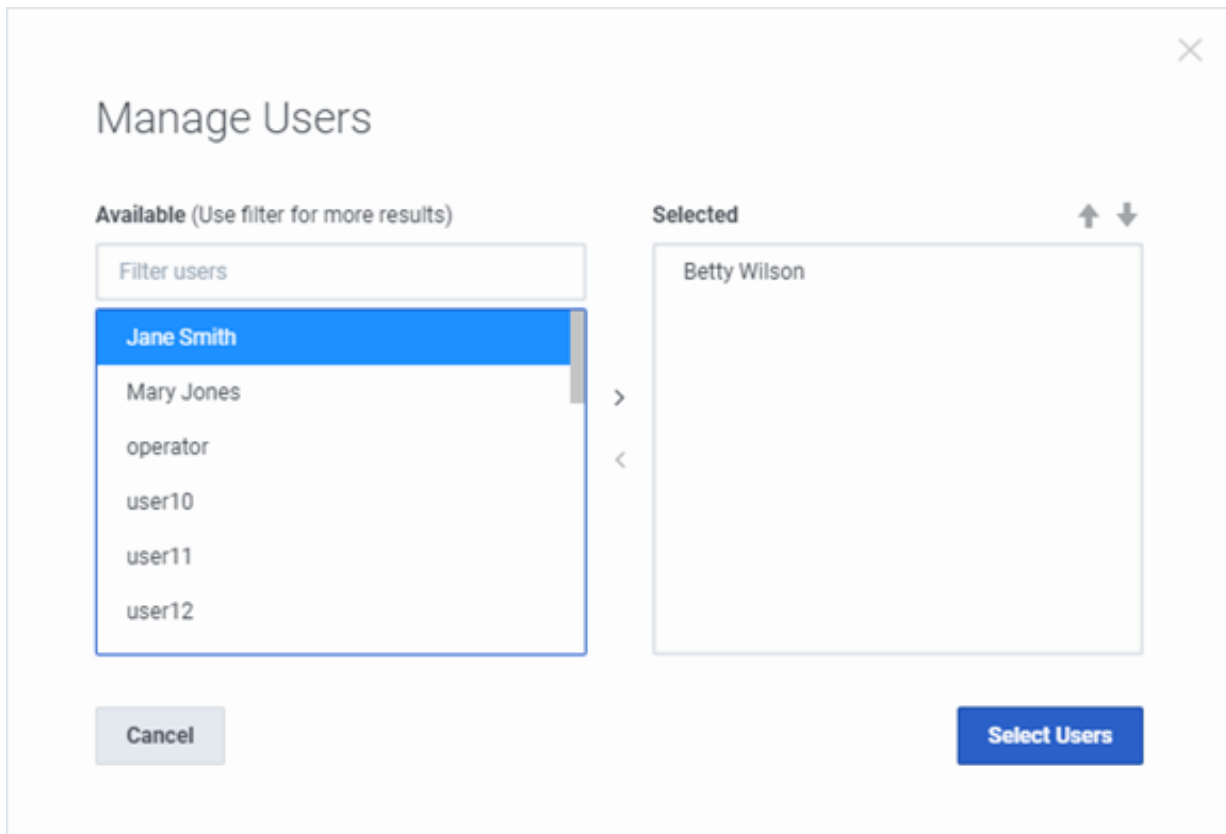 Manage Users
Available (Use filter for more results)
Filter users
Jane Smith
Mary Jones
operator
user10
user11
user12
Selected
Betty Wilson
Cancel
Select Users